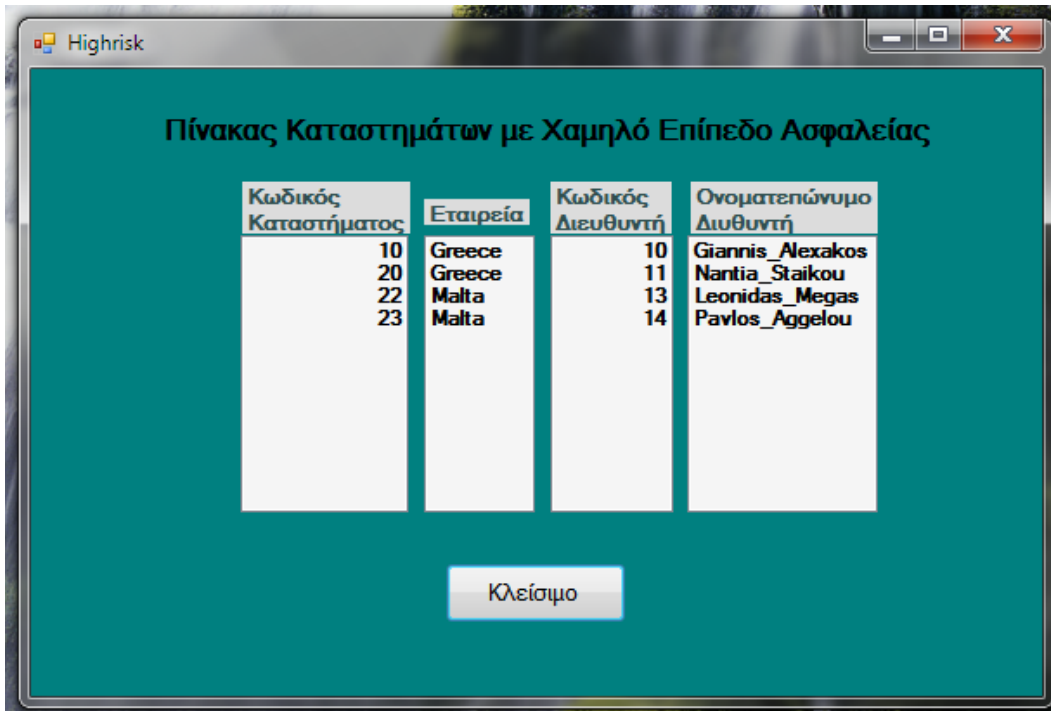 Highrisk
Πίνακας Καταστημάτων με Χαμηλό Επίπεδο Ασφαλείας
Κωδικός Καταστήματος Εταιρεία Κωδικός Διευθυντή Ονοματεπώνυμο Διυθυντή
10 Greece 10 Giannis_Alexakos
20 Greece 11 Nantia_Staikou
22 Malta 13 Leonidas_Megas
23 Malta 14 Pavlos_Aggelou
Κλείσιμο